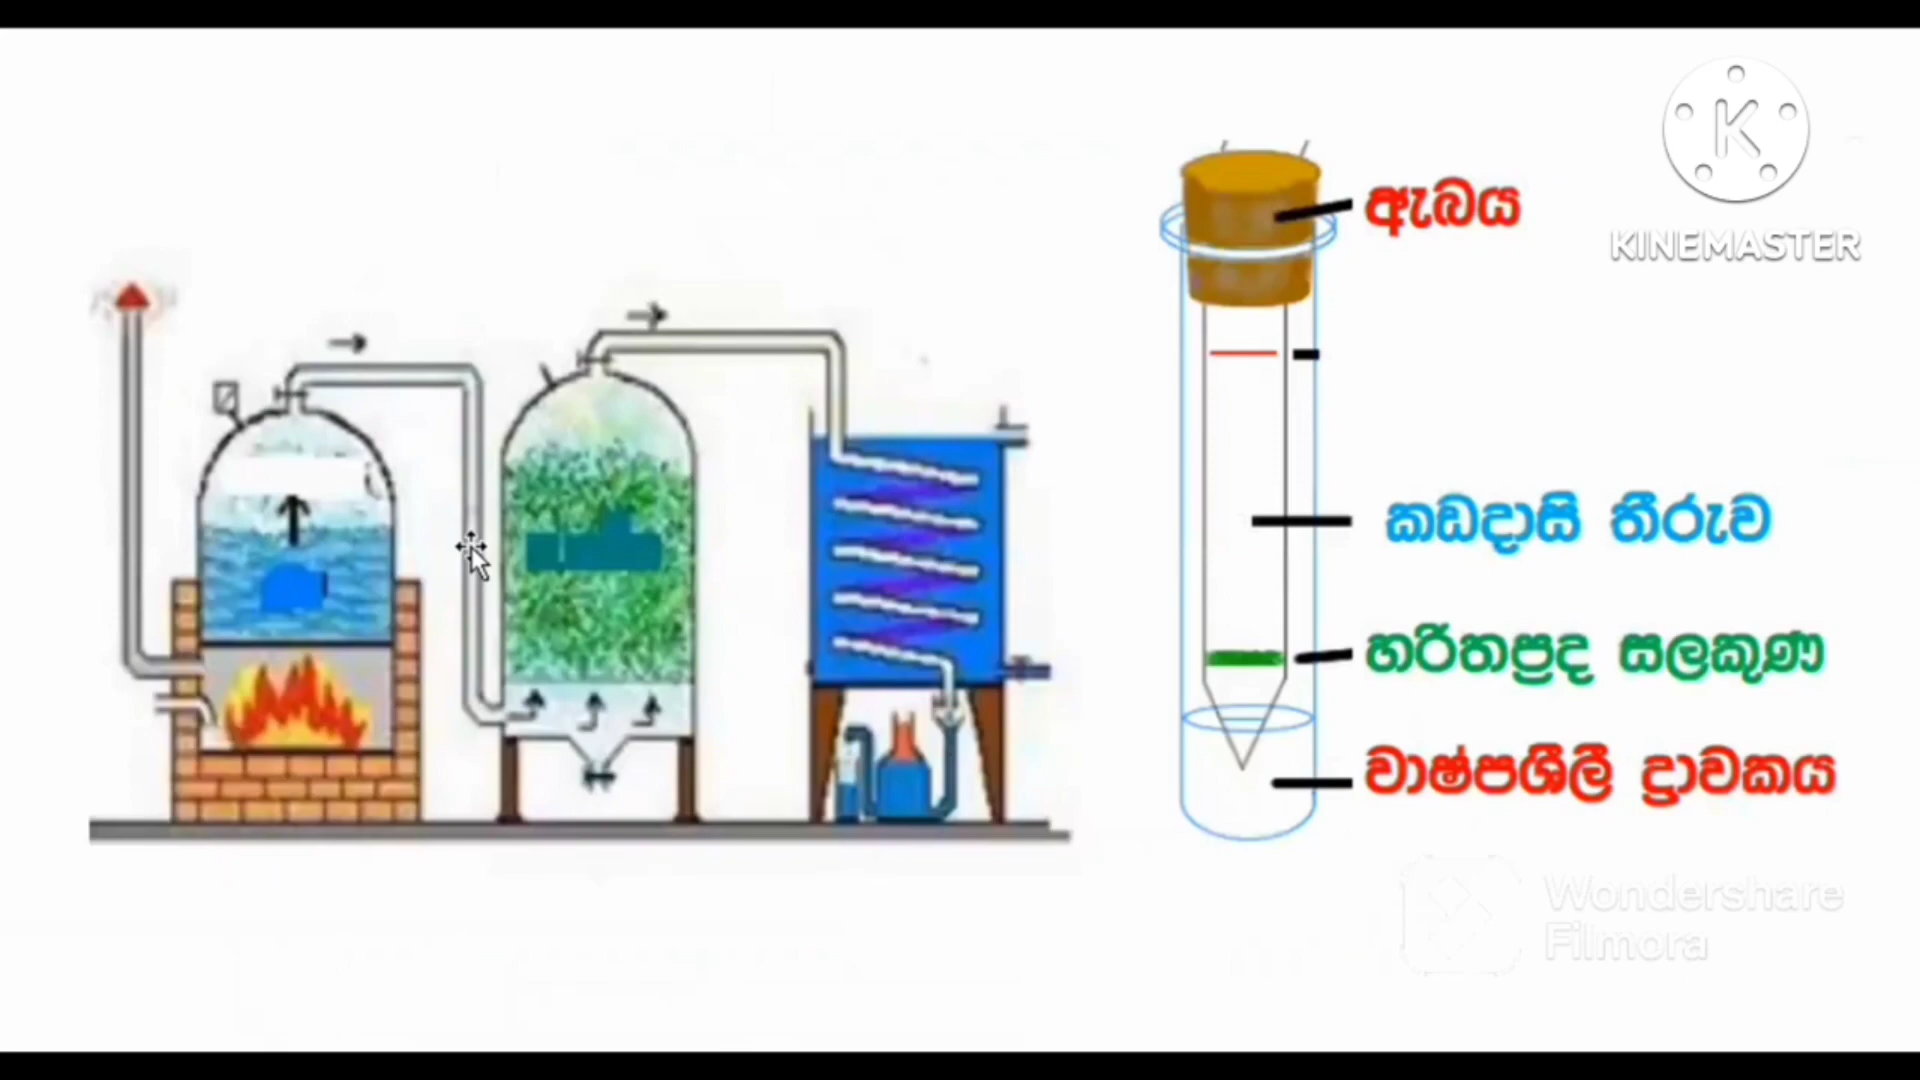 ඇබය
KINEMASTER
කඩදාසි තීරුව
හරිතප්‍රද සලකුණ
වාෂ්පශීලී ද්‍රාවකය
Wondershare
Filmora